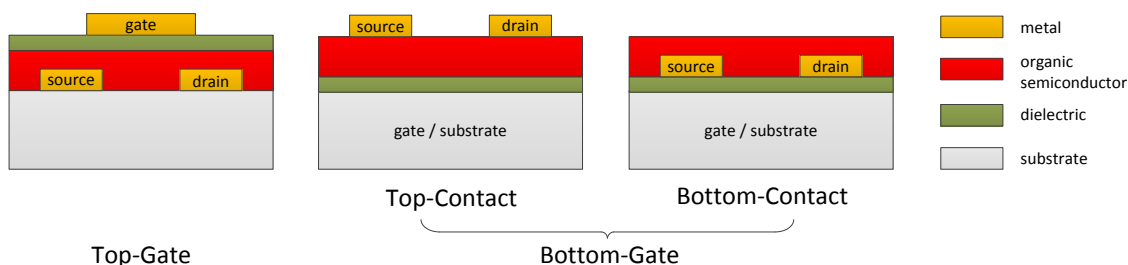 gate
source
drain
source
drain
gate / substrate
Top-Contact
source
drain
gate / substrate
Bottom-Contact
Top-Gate
Bottom-Gate
metal
organic
semiconductor
dielectric
substrate